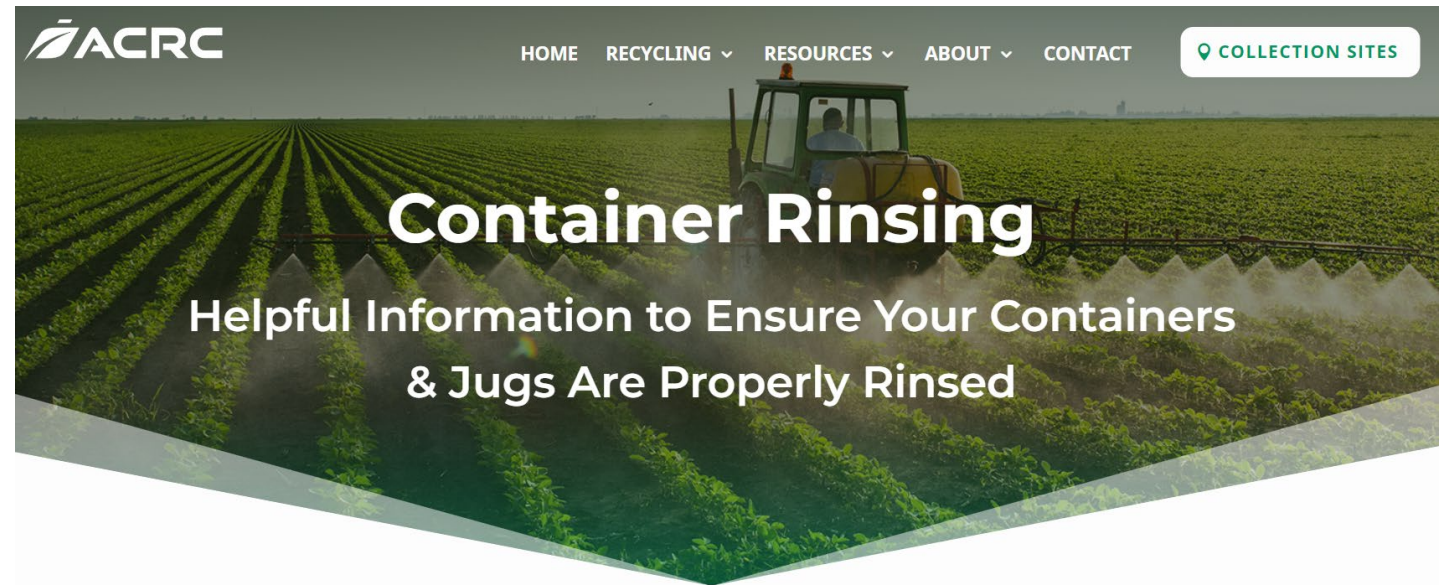 ACRC
HOME RECYCLING RESOURCES ABOUT CONTACT COLLECTION SITES
Container Rinsing
Helpful Information to Ensure Your Containers
& Jugs Are Properly Rinsed